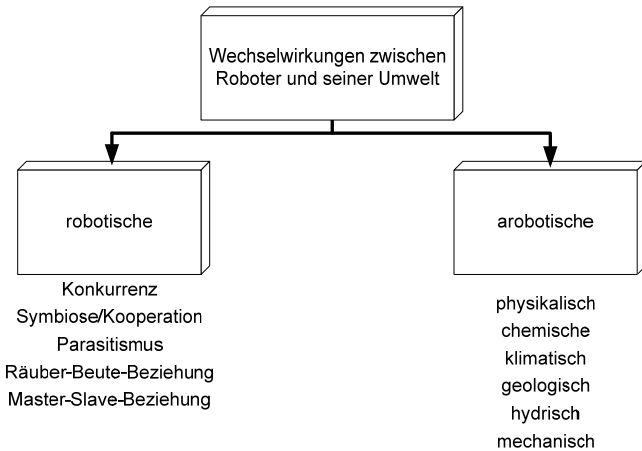 Wechselwirkungen zwischen
Roboter und seiner Umwelt
robotische
Konkurrenz
Symbiose/Kooperation
Parasitismus
Räuber-Beute-Beziehung
Master-Slave-Beziehung
arobotische
physikalisch
chemische
klimatisch
geologisch
hydrisch
mechanisch